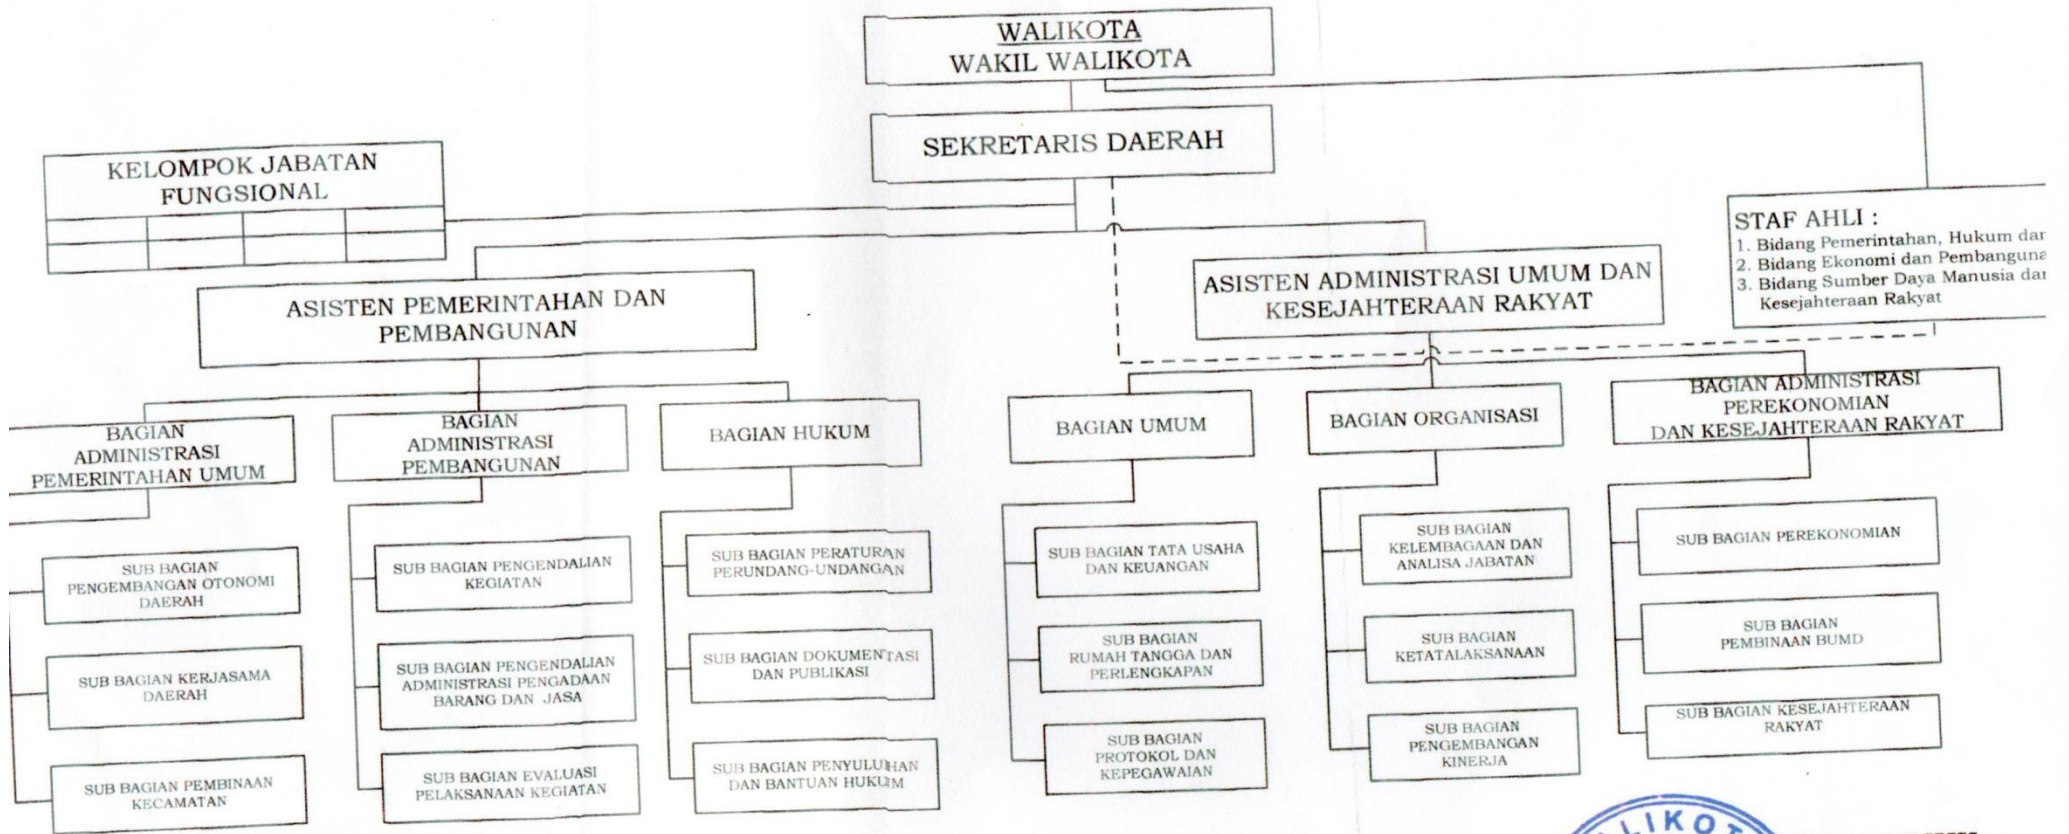 WALIKOTA
WAKIL WALIKOTA
SEKRETARIS DAERAH
KELOMPOK JABATAN
FUNGSIONAL
STAF AHLI :
1. Bidang Pemerintahan, Hukum dan
2. Bidang Ekonomi dan Pembanguna
3. Bidang Sumber Daya Manusia dan
Kesejahteraan Rakyat
ASISTEN PEMERINTAHAN DAN
PEMBANGUNAN
ASISTEN ADMINISTRASI UMUM DAN
KESEJAHTERAAN RAKYAT
BAGIAN
ADMINISTRASI
PEMERINTAHAN UMUM
BAGIAN
ADMINISTRASI
PEMBANGUNAN
BAGIAN HUKUM
BAGIAN UMUM
BAGIAN ORGANISASI
BAGIAN ADMINISTRASI
PEREKONOMIAN
DAN KESEJAHTERAAN RAKYAT
SUB BAGIAN
PENGEMBANGAN OTONOMI
DAERAH
SUB BAGIAN KERJASAMA
DAERAH
SUB BAGIAN PEMBINAAN
KECAMATAN
SUB BAGIAN PENGENDALIAN
KEGIATAN
SUB BAGIAN PENGENDALIAN
ADMINISTRASI PENGADAAN
BARANG DAN JASA
SUB BAGIAN EVALUASI
PELAKSANAAN KEGIATAN
SUB BAGIAN PERATURAN
PERUNDANG-UNDANGAN
SUB BAGIAN DOKUMENTASI
DAN PUBLIKASI
SUB BAGIAN PENYULUHAN
DAN BANTUAN HUKUM
SUB BAGIAN TATA USAHA
DAN KEUANGAN
SUB BAGIAN
RUMAH TANGGA DAN
PERLENGKAPAN
SUB BAGIAN
PROTOKOL DAN
KEPEGAWAIAN
SUB BAGIAN
KELEMBAGAAN DAN
ANALISA JABATAN
SUB BAGIAN
KETATALAKSANAAN
SUB BAGIAN
PENGEMBANGAN
KINERJA
SUB BAGIAN PEREKONOMIAN
SUB BAGIAN
PEMBINAAN BUMD
SUB BAGIAN KESEJAHTERAAN
RAKYAT
ALIKOT